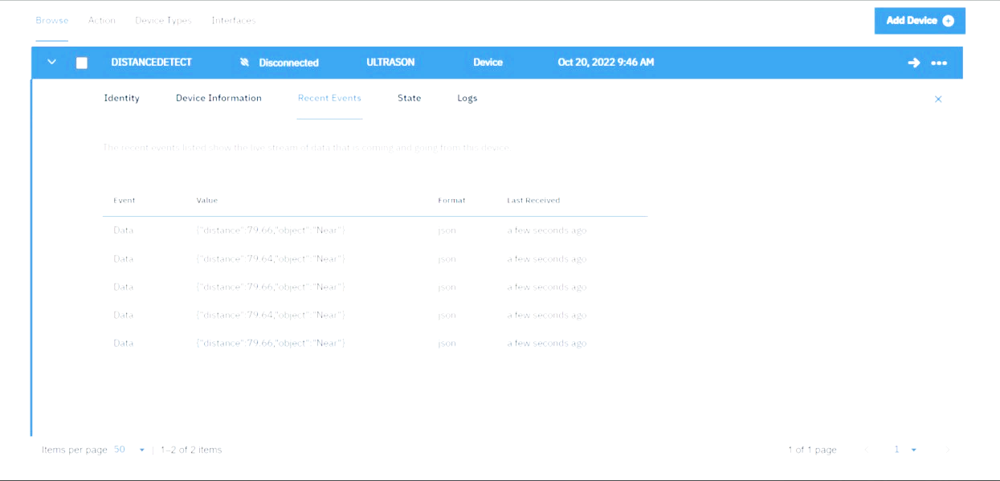 Browse Action Device Types Interfaces Add Device
DISTANCEDETECT Disconnected ULTRASON Device Oct 20, 2022 9:46 AM
Identity Device Information Recent Events State Logs
The recent events listed show the live stream of data that is coming and going from this device.
Event Value Format Last Received
Data {"distance":79.66,"object":"Near"} json a few seconds ago
Data {"distance":79.64,"object":"Near"} json a few seconds ago
Data {"distance":79.66,"object":"Near"} json a few seconds ago
Data {"distance":79.64,"object":"Near"} json a few seconds ago
Data {"distance":79.66,"object":"Near"} json a few seconds ago
Items per page 50 | 1–2 of 2 items 1 of 1 page 1